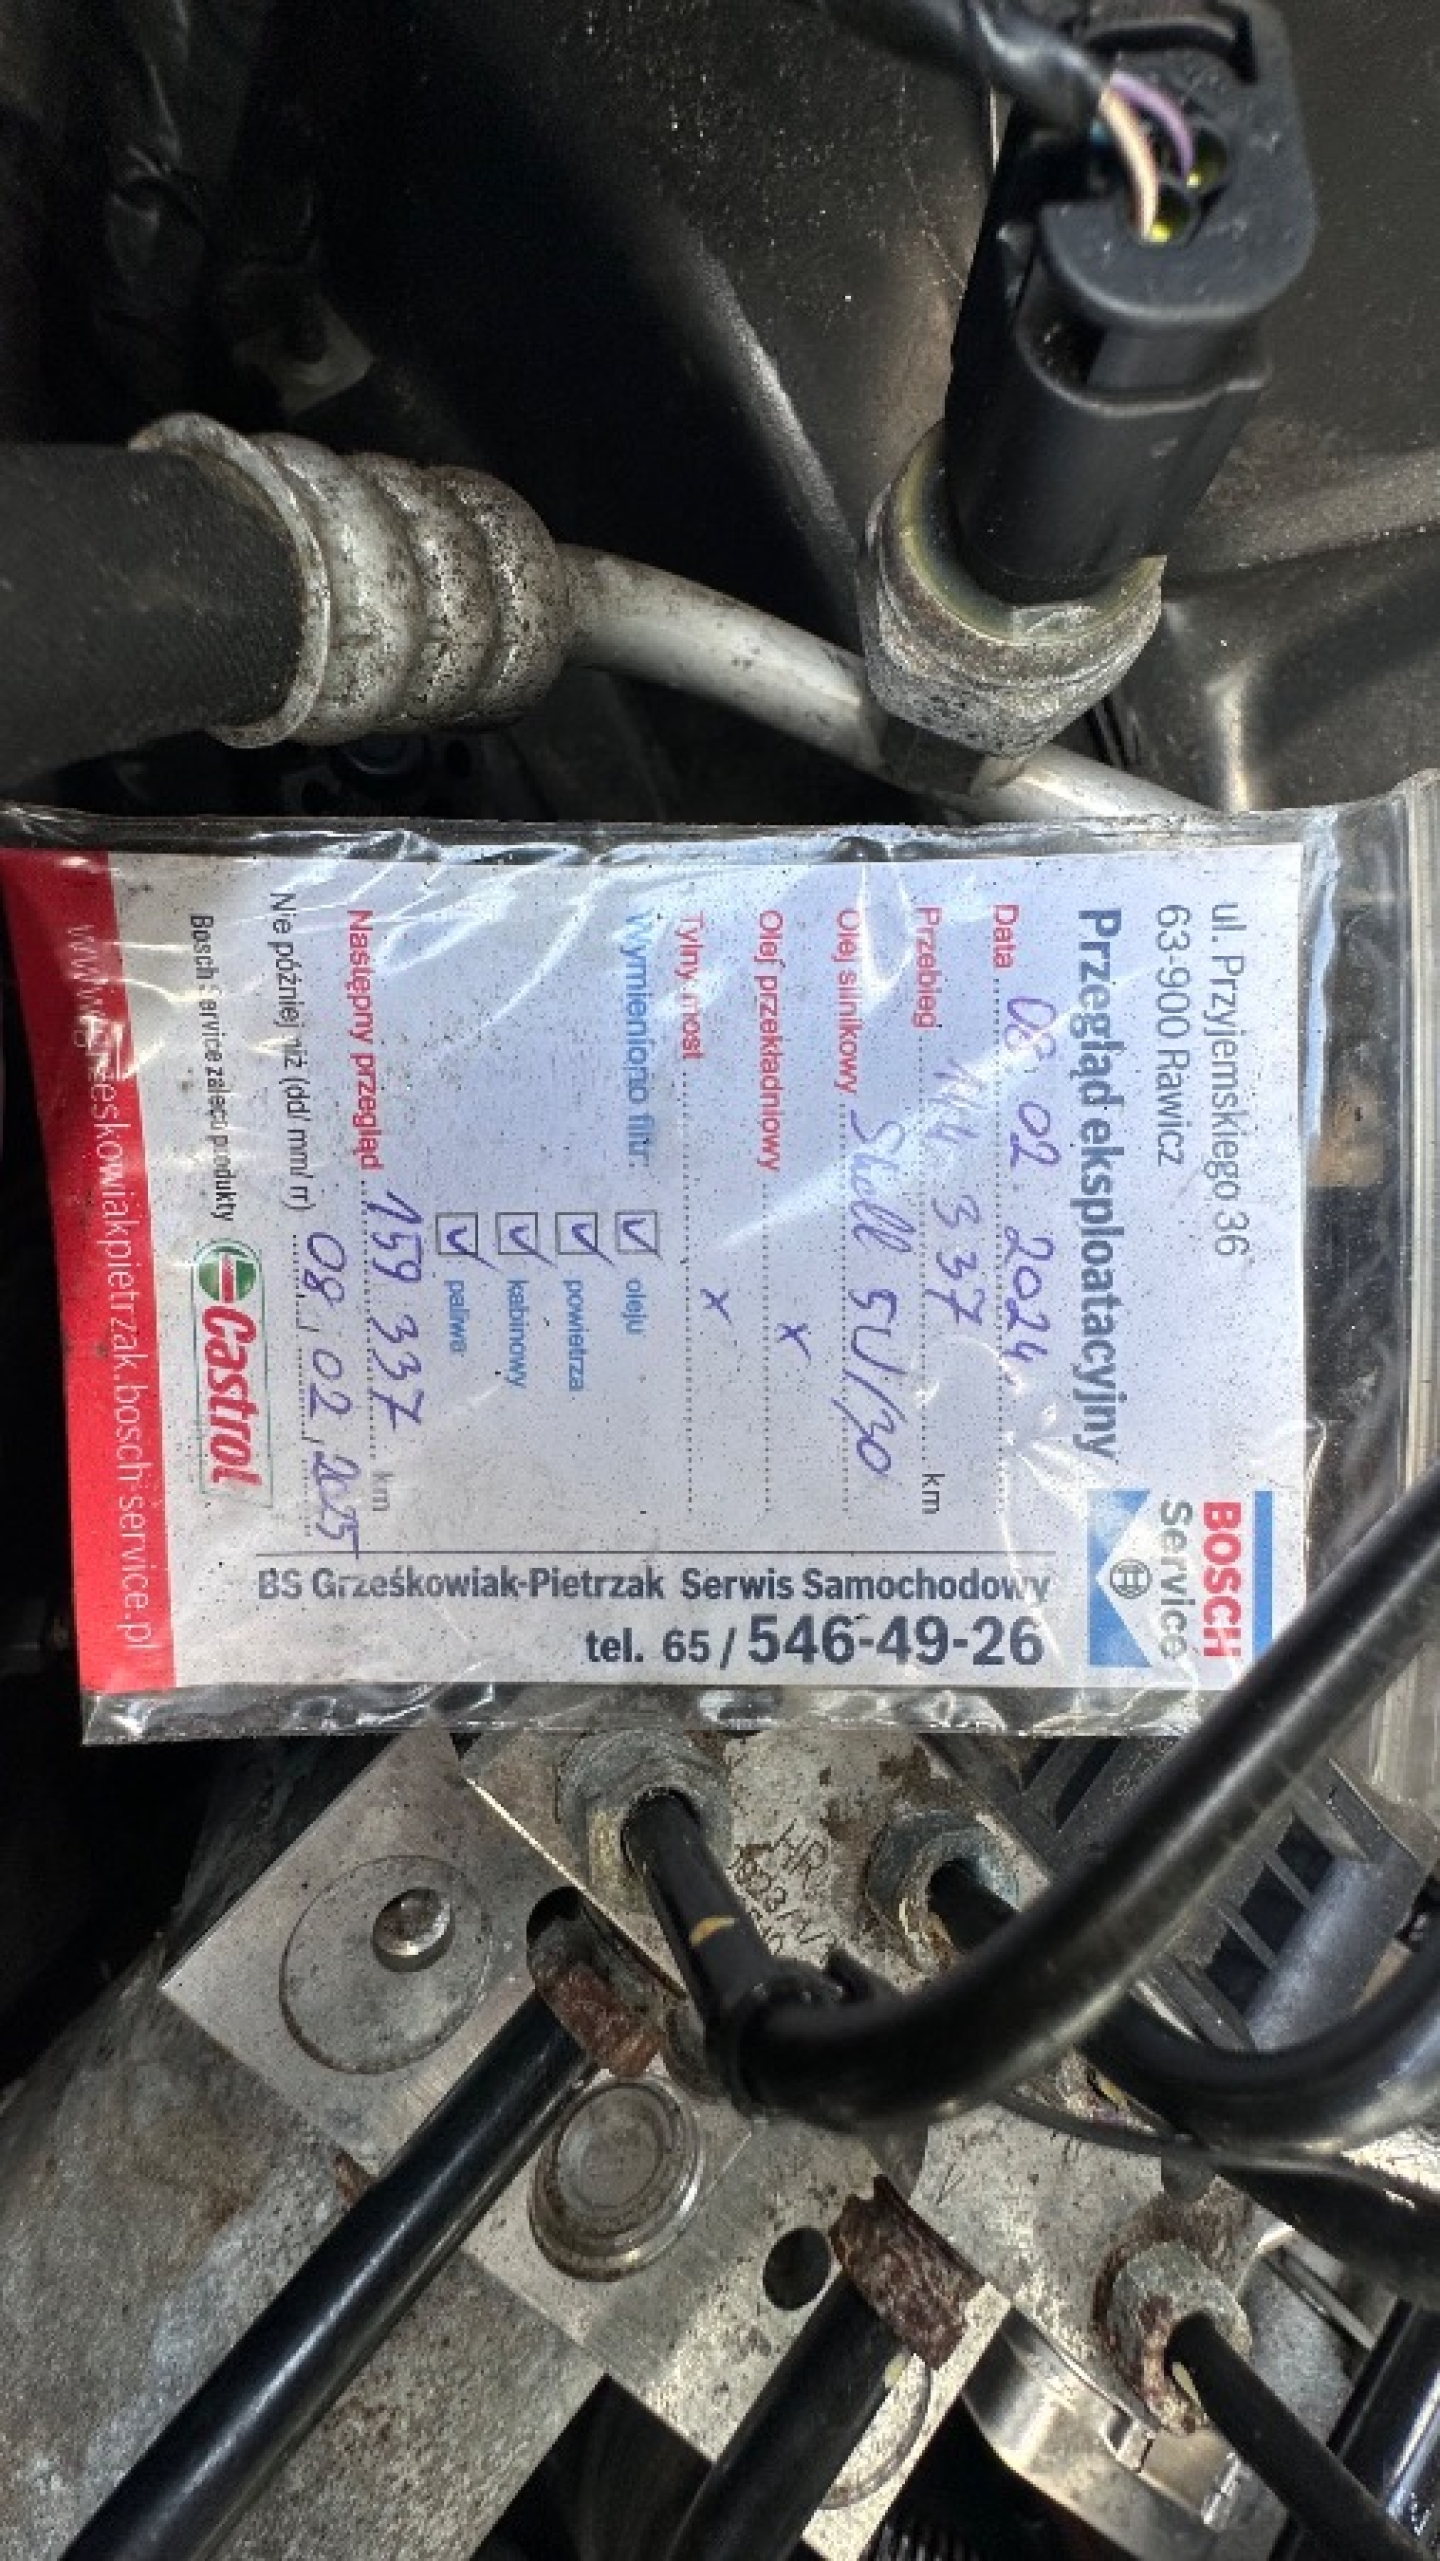 ul. Przyjemskiego 36
63-900 Rawicz
BOSCH
Service
Przegląd eksploatacyjny
Data 08 02 2024
Przebieg 144 337 km
Olej silnikowy Shell 5W/30
Olej przekładniowy x
Tylny most x
Wymieniono filtr: ☑ oleju
☑ powietrza
☑ kabinowy
☑ paliwa
Następny przegląd 159 337 km
Nie później niż (dd/ mm/ rr) 08 , 02 , 2025
Bosch Service zaleca produkty Castrol
www.grzeskowiakpietrzak.bosch-service.pl
BS Grześkowiak-Pietrzak Serwis Samochodowy
tel. 65 / 546-49-26
HR